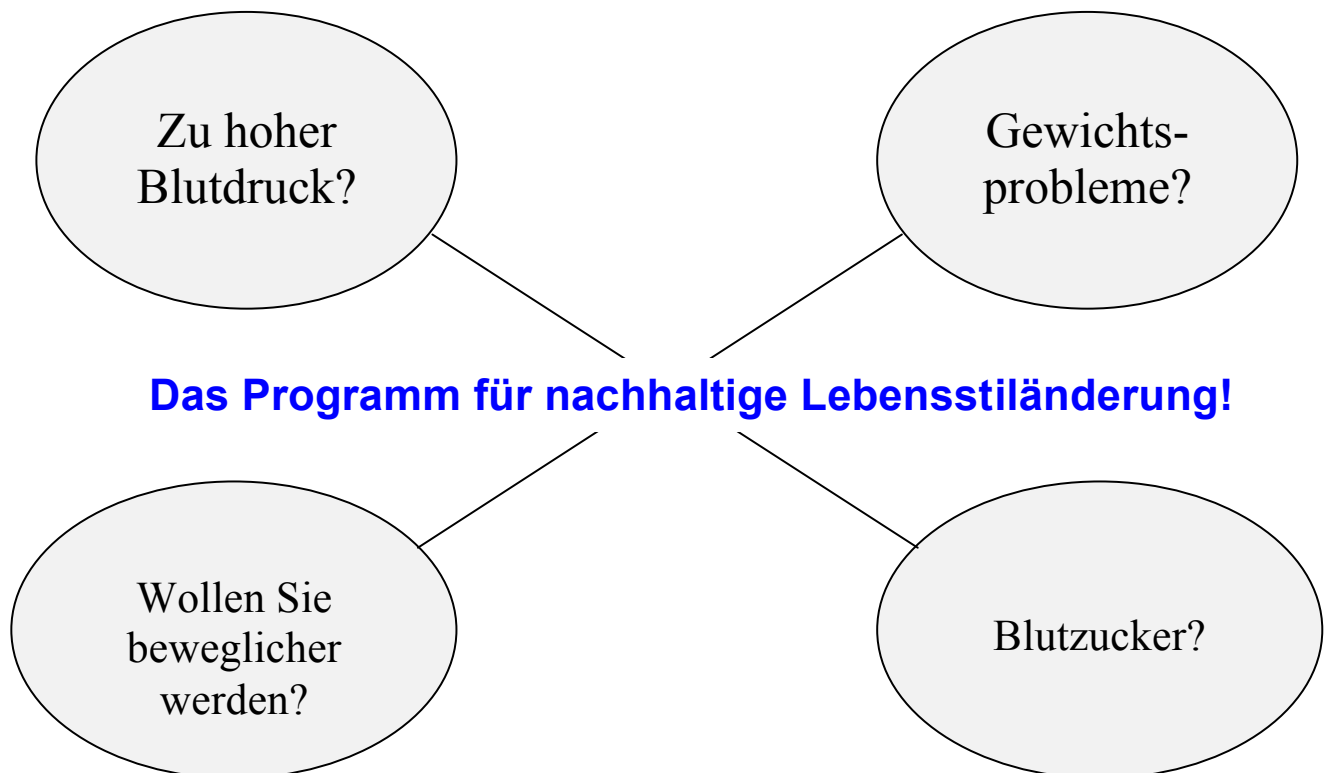 Zu hoher
Blutdruck?
Gewichts-
probleme?
Das Programm für nachhaltige Lebensstiländerung!
Wollen Sie
beweglicher
werden?
Blutzucker?